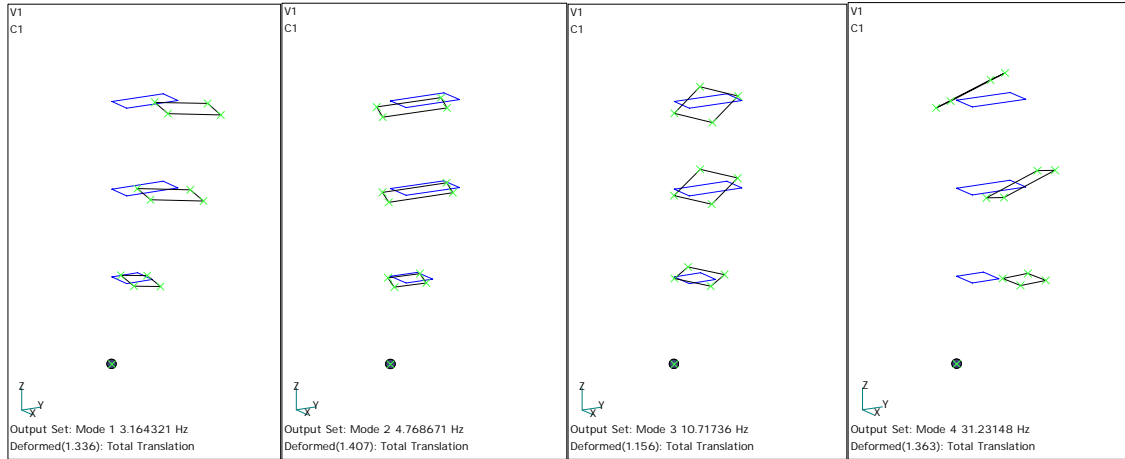 V1
C1
Z
Y
X
Output Set: Mode 1 3.164321 Hz
Deformed(1.336): Total Translation
V1
C1
Z
Y
X
Output Set: Mode 2 4.768671 Hz
Deformed(1.407): Total Translation
V1
C1
Z
Y
X
Output Set: Mode 3 10.71736 Hz
Deformed(1.156): Total Translation
V1
C1
Z
Y
X
Output Set: Mode 4 31.23148 Hz
Deformed(1.363): Total Translation